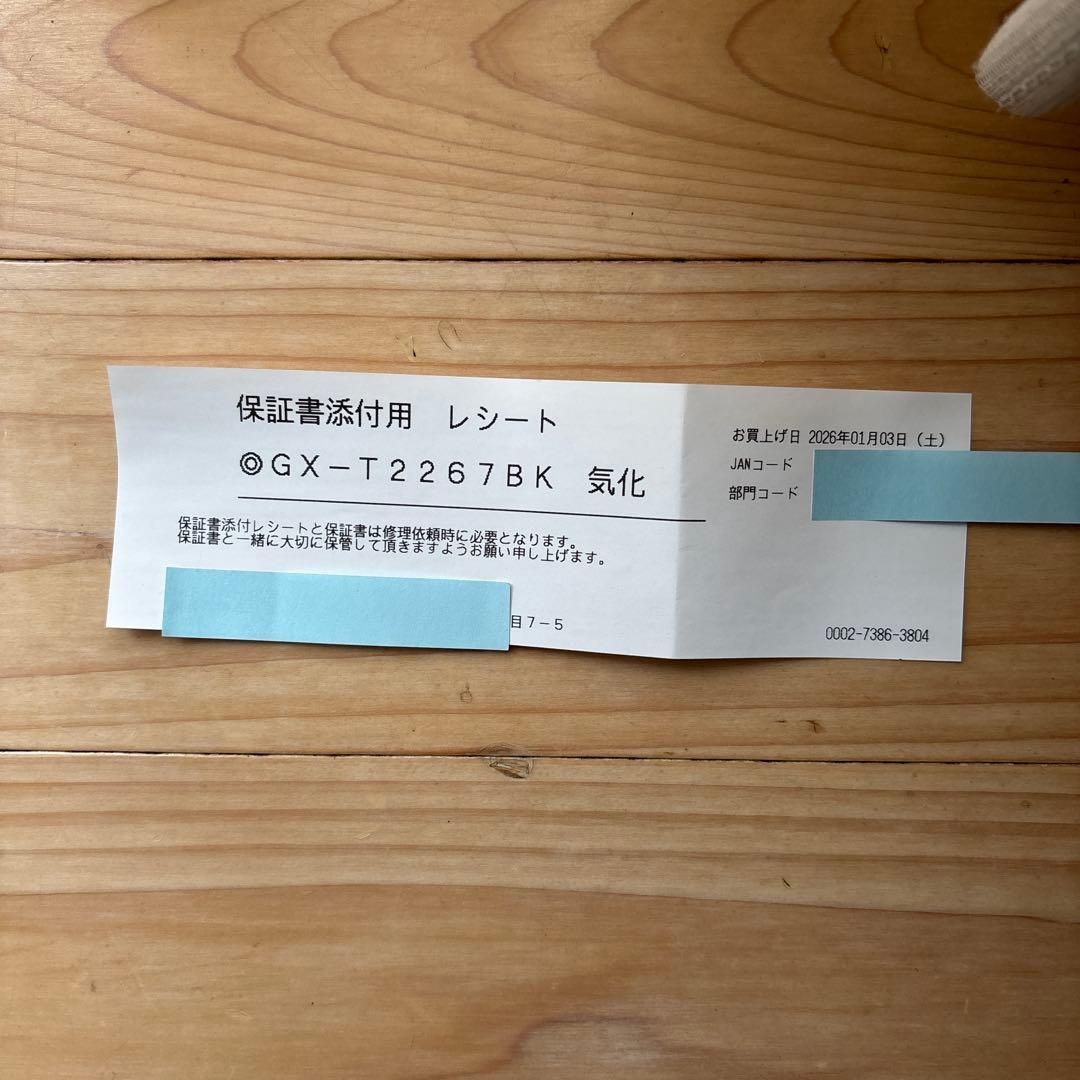 保証書添付用 レシート
◎GX-T2267BK 気化
お買上げ日 2026年01月03日(土)
JANコード
部門コード
保証書添付レシートと保証書は修理依頼時に必要となります。
保証書と一緒に大切に保管して頂きますようお願い申し上げます。
目7-5
0002-7386-3804